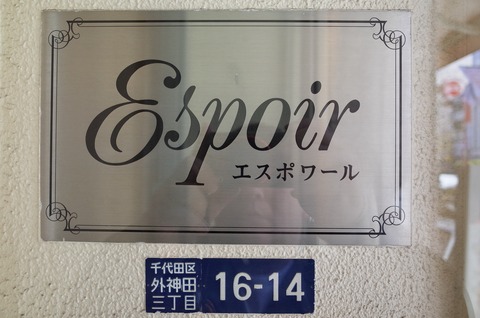 Espoir
エスポワール
千代田区
外神田
三丁目
16-14